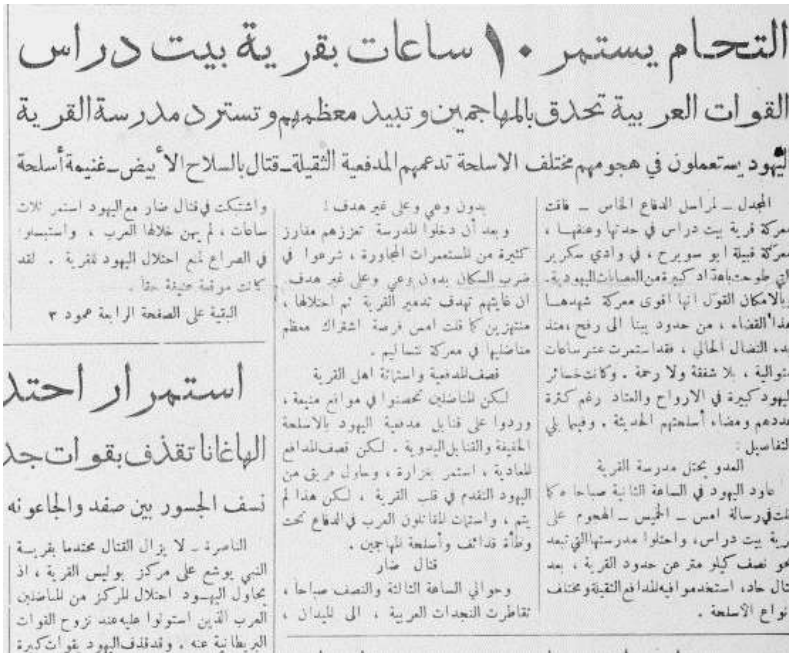 التحام يستمر ١٠ ساعات بقرية بيت دراس
القوات العربية تحدق بالمهاجمين وتبيد معظمهم وتسترد مدرسة القرية
اليهود يستعملون في هجومهم مختلف الاسلحة تدعمهم المدفعية الثقيلة ـ قتال بالسلاح الأبيض ـ غنيمة أسلحة
المجدل ـ لمراسل الدفاع الخاص ـ فاقت
معركة قرية بيت دراس في حدتها وعنفها ،
معركة قبيلة ابو سويرح ، في وادي سكرير
التي طوحت باعداد كبيرة من العصابات اليهودية.
وبالامكان القول انها اقوى معركة شهدهـا
هذا القضاء ، من حدود يبنا الى رفح ، منذ
بدء النضال الحالي ، فقد استمرت عشر ساعات
متوالية ، بلا شفقة ولا رحمة . وكانت خسائر
اليهود كبيرة في الارواح والعتاد رغم كثرة
عددهم ومضاء أسلحتهم الحديثة . وفيما يلي
التفاصيل :
العدو يحتل مدرسة القرية
عاود اليهود في الساعة الثانية صباحا ، كما
قلت في رسالة امس ـ الخميس ـ الهجوم على
قرية بيت دراس، واحتلوا مدرستها التي تبعد
نحو نصف كيلو متر عن حدود القرية ، بعد
قتال حاد، استخدموا فيه المدافع الثقيلة ومختلف
انواع الاسلحة .
بدون وعي وعلى غير هدف !
وبعد أن دخلوا المدرسة تعززهم مفارز
كثيرة من المستعمرات المجاورة ، شرعوا في
ضرب السكان بدون وعي وعلى غير هدف .
ان غايتهم تهدف تدمير القرية ثم احتلالها ،
منتهزين كما قلت امس فرصة اشتراك معظم
مناضليها في معركة نتساليم .
قصف المدفعية واستماتة اهل القرية
لكن المناضلين تحصنوا في مواقع منيعة ،
وردوا على قنابل مدفعية اليهود بالاسلحة
الخفيفة والقنابل اليدوية . لكن قصف المدافع
المعادية ، استمر بغزارة ، وحاول فريق من
اليهود التقدم في قلب القرية ، لكن هذا لم
يتم ، واستمات المقاتلون العرب في الدفاع تحت
وطأة قذائف وأسلحة المهاجمين .
قتال ضار
وحوالي الساعة الثالثة والنصف صباحا ،
تقاطرت النجدات العربية ، الى الميدان ،
واشتبكت في قتال ضار مع اليهود استمر ثلاث
ساعات ، لم يهن خلالها العرب ، واستبسلوا
في الصراع لمنع احتلال اليهود للقرية . لقد
كانت موقعة عنيفة حقا .
البقية على الصفحة الرابعة عمود ٣
استمرار احتد
الهاغانا تقذف بقوات جد
نسف الجسور بين صفد والجاعونه
الناصرة ـ لا يزال القتال محتدما بقرية
النبي يوشع على مركز بوليس القرية ، اذ
يحاول اليهود احتلال المركز من المناضلين
العرب الذين استولوا عليه عند نزوح القوات
البريطانية عنه . وقد قذف اليهود بقوات كبيرة